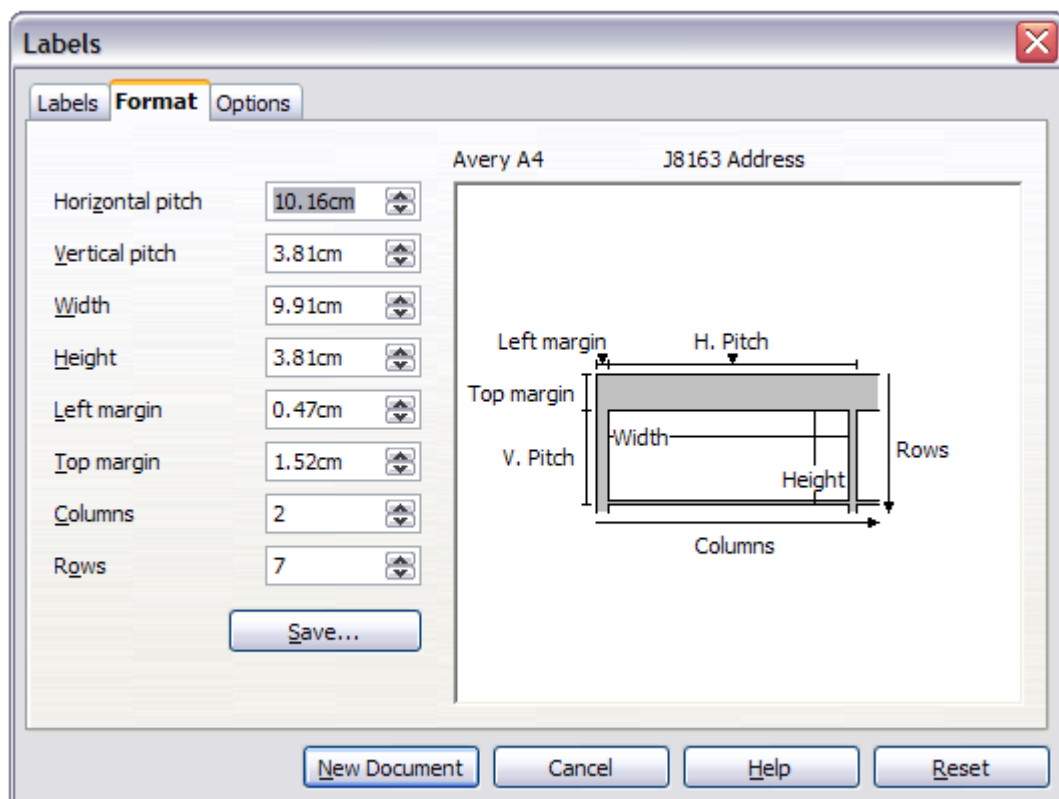 Labels
Labels Format Options
Avery A4 J8163 Address
Horizontal pitch 10.16cm
Vertical pitch 3.81cm
Width 9.91cm
Height 3.81cm
Left margin 0.47cm
Top margin 1.52cm
Columns 2
Rows 7
Save...
Left margin H. Pitch
Top margin
Width
V. Pitch Rows
Height
Columns
New Document Cancel Help Reset